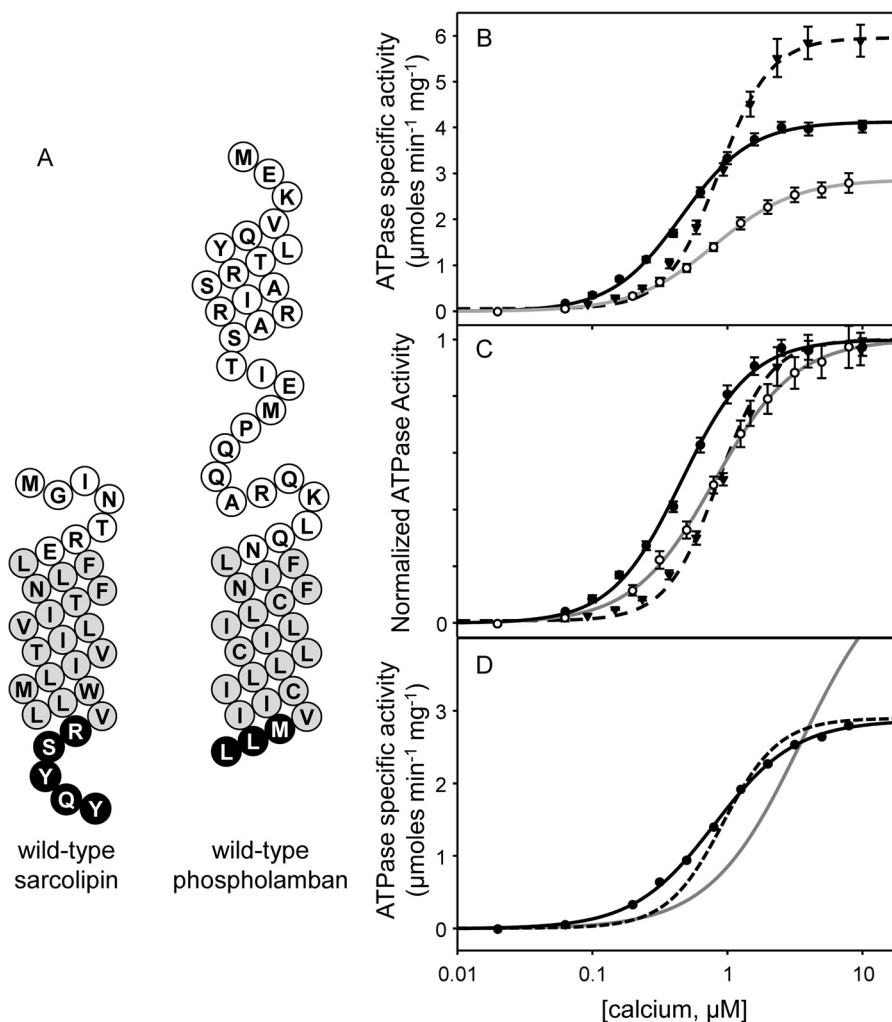 A
M
E
K
Y Q V
R T L
S I A
R A R
S
T I E
P M
Q
Q
A R Q K
L
N Q
L I F
N C F
I L L
C I L
L L
I I C
I V
L L M
M G I N
T
E R
L L F
N T F
V I L
T I V
L I
M L W
L V
R
S
Y
Q Y
wild-type
sarcolipin
wild-type
phospholamban
B
ATPase specific activity
(µmoles min-1 mg-1)
6
5
4
3
2
1
0
C
Normalized ATPase Activity
1
0
D
ATPase specific activity
(µmoles min-1 mg-1)
3
2
1
0
0.01 0.1 1 10
[calcium, µM]